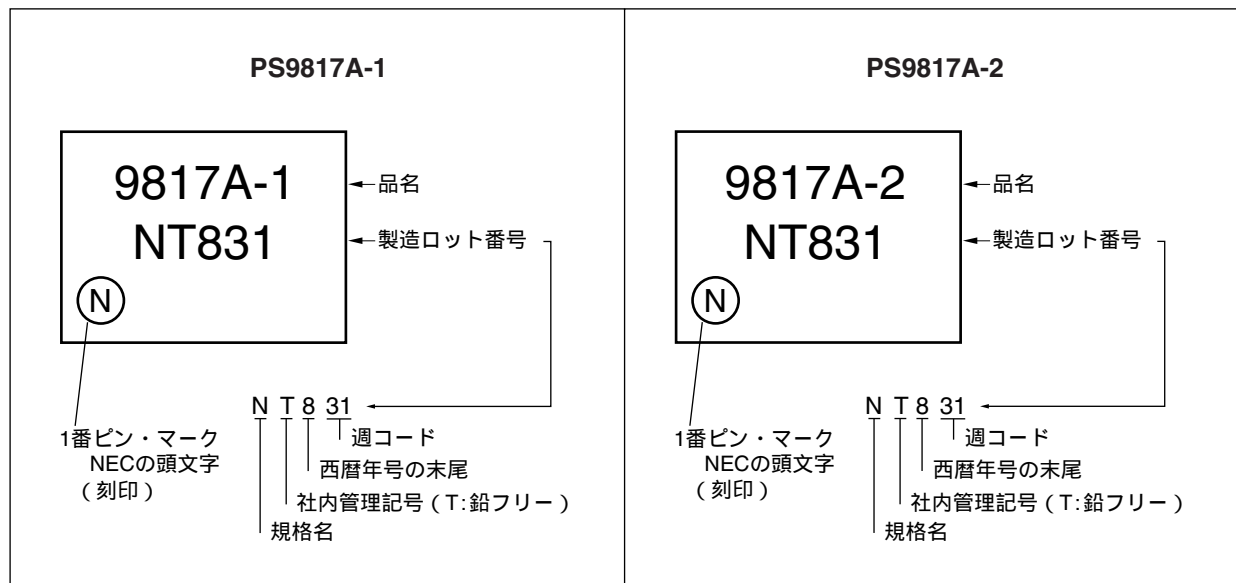 PS9817A-1
9817A-1
NT831
N
品名
製造ロット番号
1番ピン・マーク
NECの頭文字
(刻印)
N T 8 31
週コード
西暦年号の末尾
社内管理記号(T:鉛フリー)
規格名
PS9817A-2
9817A-2
NT831
N
品名
製造ロット番号
1番ピン・マーク
NECの頭文字
(刻印)
N T 8 31
週コード
西暦年号の末尾
社内管理記号(T:鉛フリー)
規格名